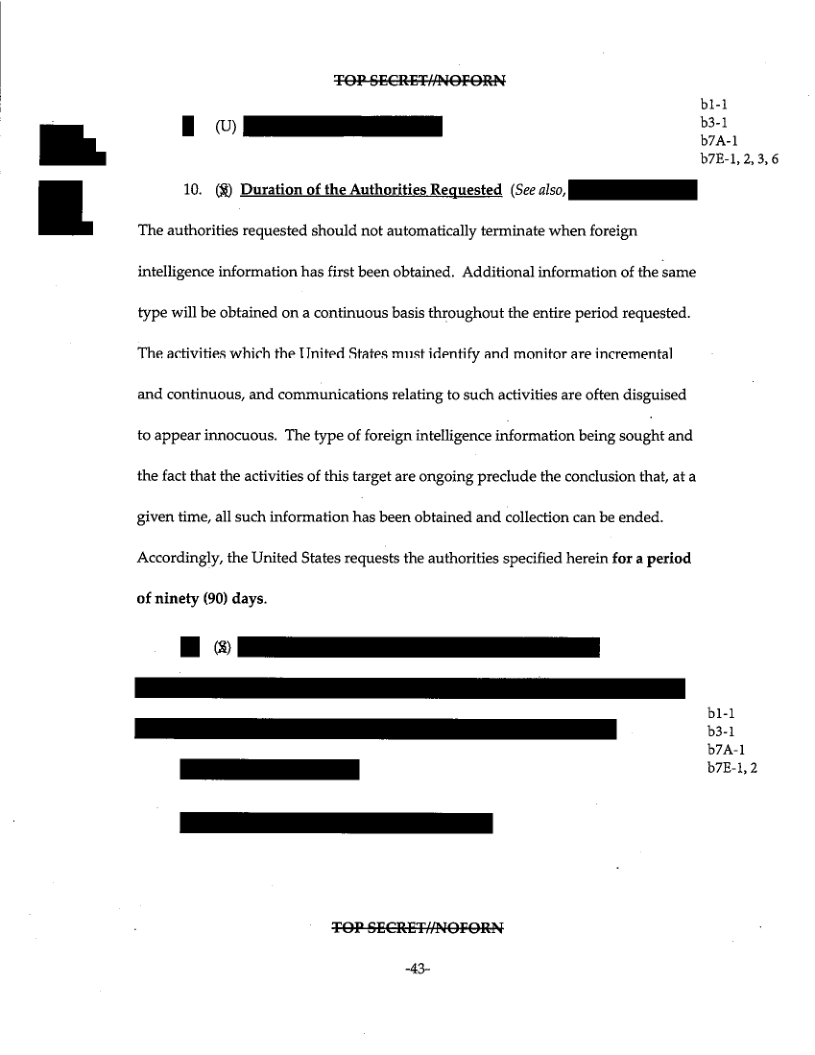 TOP SECRET//NOFORN
b1-1
(U)
b3-1
b7A-1
b7E-1, 2, 3, 6
10. (S) Duration of the Authorities Requested (See also,
The authorities requested should not automatically terminate when foreign
intelligence information has first been obtained. Additional information of the same
type will be obtained on a continuous basis throughout the entire period requested.
The activities which the United States must identify and monitor are incremental
and continuous, and communications relating to such activities are often disguised
to appear innocuous. The type of foreign intelligence information being sought and
the fact that the activities of this target are ongoing preclude the conclusion that, at a
given time, all such information has been obtained and collection can be ended.
Accordingly, the United States requests the authorities specified herein for a period
of ninety (90) days.
(S)
b1-1
b3-1
b7A-1
b7E-1, 2
TOP SECRET//NOFORN
-43-